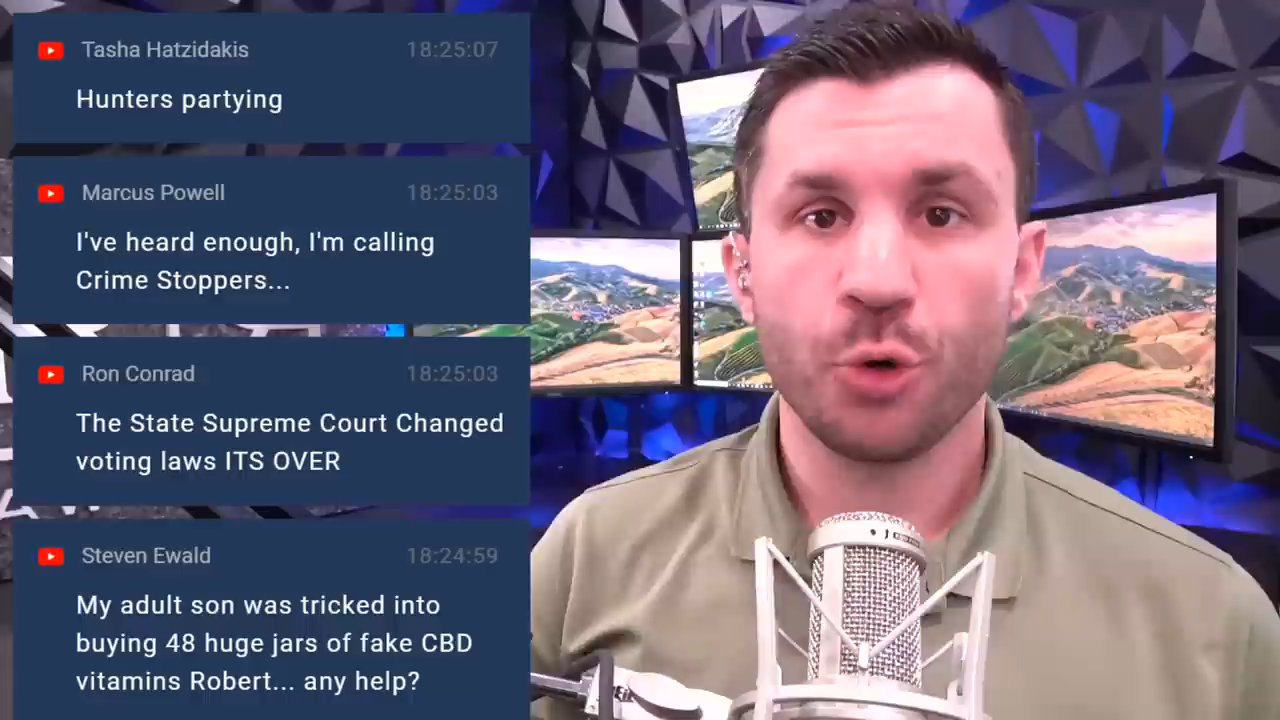 Tasha Hatzidakis 18:25:07
Hunters partying
Marcus Powell 18:25:03
I've heard enough, I'm calling
Crime Stoppers...
Ron Conrad 18:25:03
The State Supreme Court Changed
voting laws ITS OVER
Steven Ewald 18:24:59
My adult son was tricked into
buying 48 huge jars of fake CBD
vitamins Robert... any help?